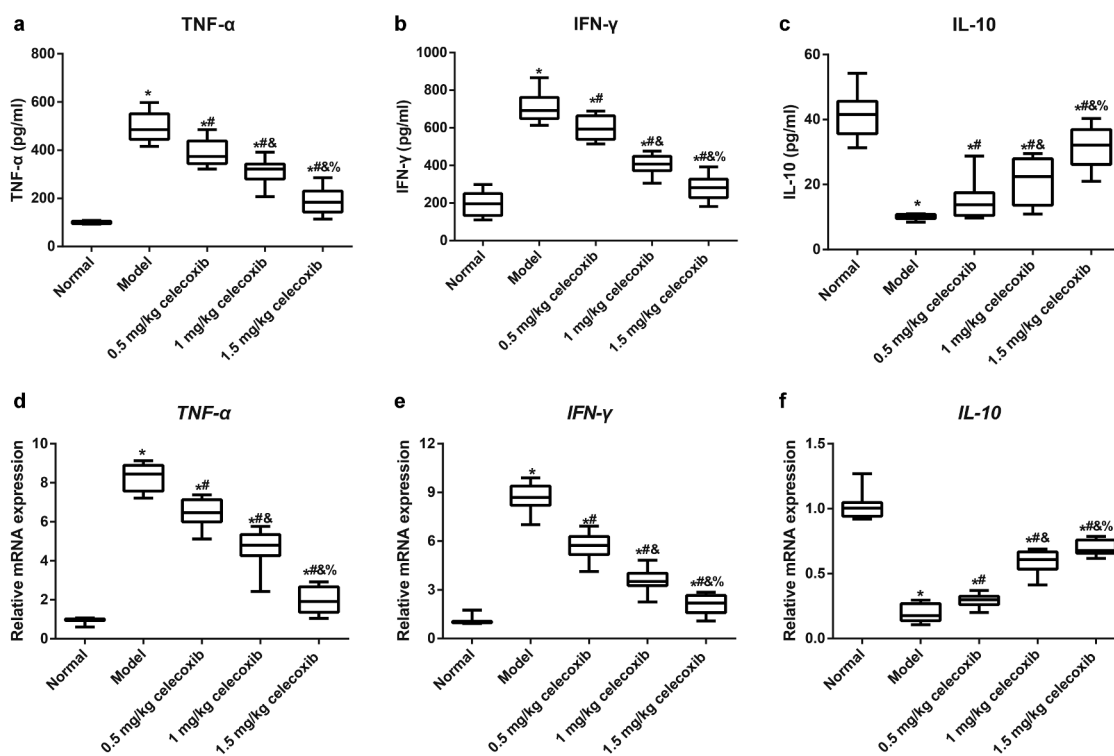 a
TNF-α
TNF-α (pg/ml)
800
600
400
200
0
*
*#
*#&
*#&%
Normal
Model
0.5 mg/kg celecoxib
1 mg/kg celecoxib
1.5 mg/kg celecoxib
b
IFN-γ
IFN-γ (pg/ml)
1000
800
600
400
200
0
*
*#
*#&
*#&%
Normal
Model
0.5 mg/kg celecoxib
1 mg/kg celecoxib
1.5 mg/kg celecoxib
c
IL-10
IL-10 (pg/ml)
60
40
20
0
*
*#
*#&
*#&%
Normal
Model
0.5 mg/kg celecoxib
1 mg/kg celecoxib
1.5 mg/kg celecoxib
d
TNF-α
Relative mRNA expression
10
8
6
4
2
0
*
*#
*#&
*#&%
Normal
Model
0.5 mg/kg celecoxib
1 mg/kg celecoxib
1.5 mg/kg celecoxib
e
IFN-γ
Relative mRNA expression
12
9
6
3
0
*
*#
*#&
*#&%
Normal
Model
0.5 mg/kg celecoxib
1 mg/kg celecoxib
1.5 mg/kg celecoxib
f
IL-10
Relative mRNA expression
1.5
1.0
0.5
0.0
*
*#
*#&
*#&%
Normal
Model
0.5 mg/kg celecoxib
1 mg/kg celecoxib
1.5 mg/kg celecoxib